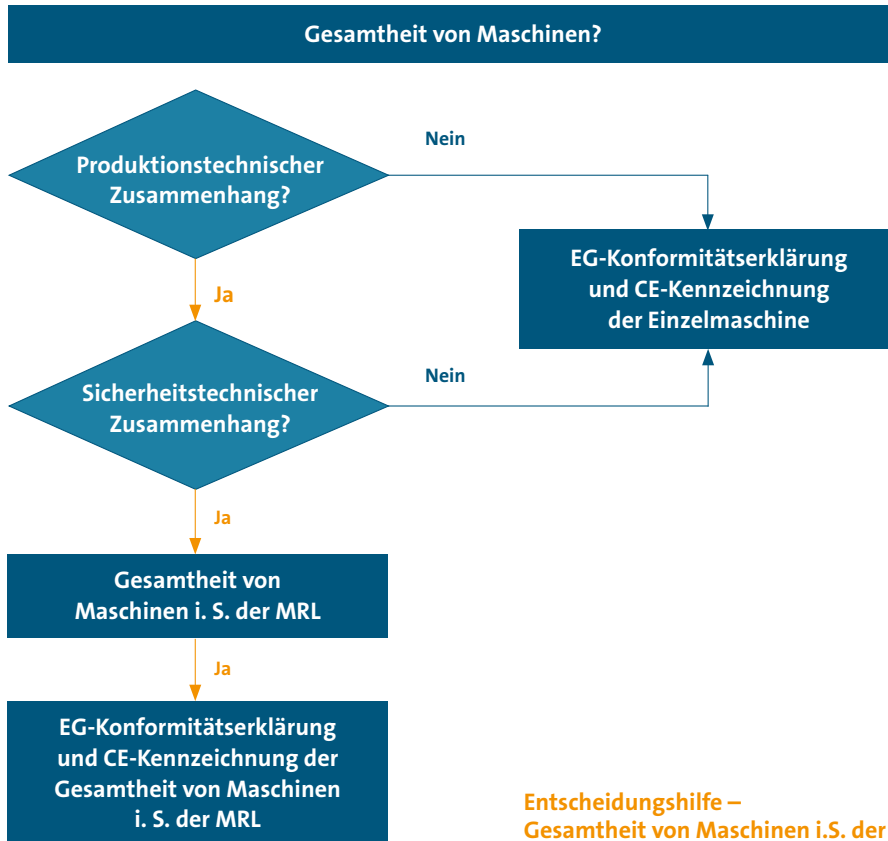 Gesamtheit von Maschinen?
Produktionstechnischer
Zusammenhang?
Nein
EG-Konformitätserklärung
und CE-Kennzeichnung
der Einzelmaschine
Ja
Sicherheitstechnischer
Zusammenhang?
Nein
Ja
Gesamtheit von
Maschinen i. S. der MRL
Ja
EG-Konformitätserklärung
und CE-Kennzeichnung der
Gesamtheit von Maschinen
i. S. der MRL
Entscheidungshilfe –
Gesamtheit von Maschinen i.S. der